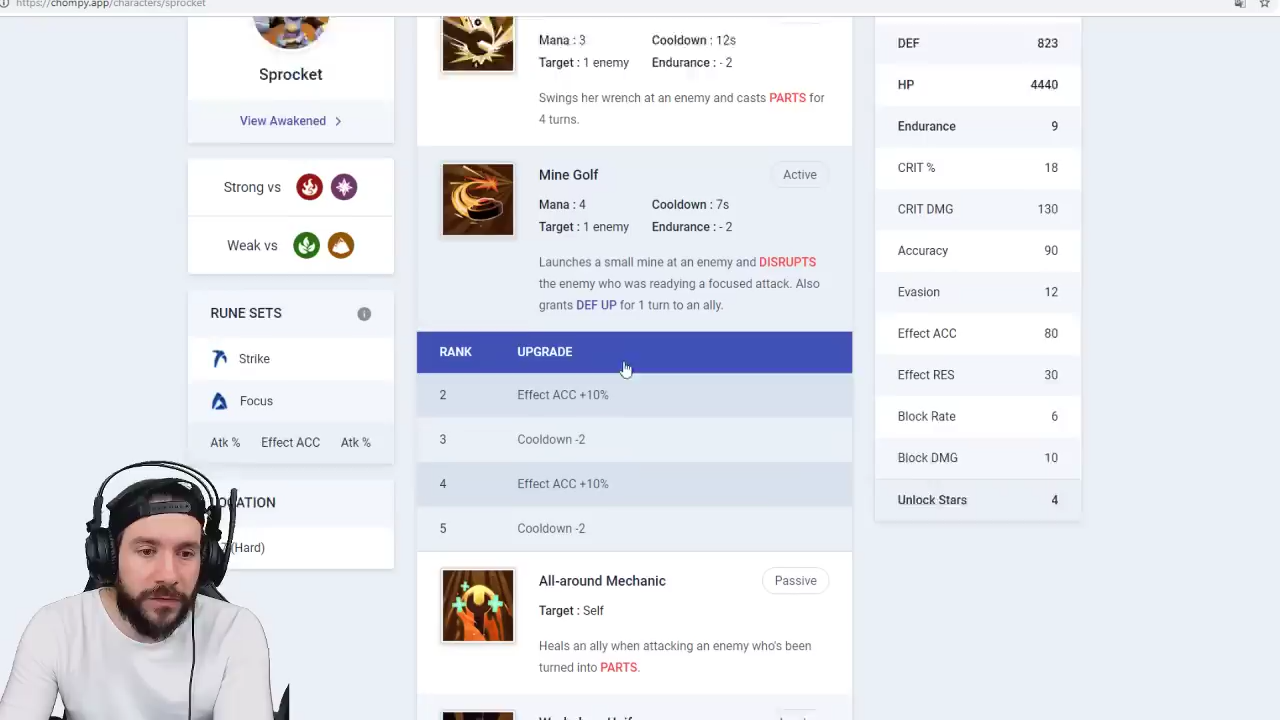 https://chompy.app/characters/sprocket
Sprocket
View Awakened >
Strong vs
Weak vs
RUNE SETS
Strike
Focus
Atk % Effect ACC Atk %
LOCATION
(Hard)
Mana : 3 Cooldown : 12s
Target : 1 enemy Endurance : - 2
Swings her wrench at an enemy and casts PARTS for
4 turns.
Mine Golf Active
Mana : 4 Cooldown : 7s
Target : 1 enemy Endurance : - 2
Launches a small mine at an enemy and DISRUPTS
the enemy who was readying a focused attack. Also
grants DEF UP for 1 turn to an ally.
RANK UPGRADE
2 Effect ACC +10%
3 Cooldown -2
4 Effect ACC +10%
5 Cooldown -2
All-around Mechanic Passive
Target : Self
Heals an ally when attacking an enemy who's been
turned into PARTS.
DEF 823
HP 4440
Endurance 9
CRIT % 18
CRIT DMG 130
Accuracy 90
Evasion 12
Effect ACC 80
Effect RES 30
Block Rate 6
Block DMG 10
Unlock Stars 4